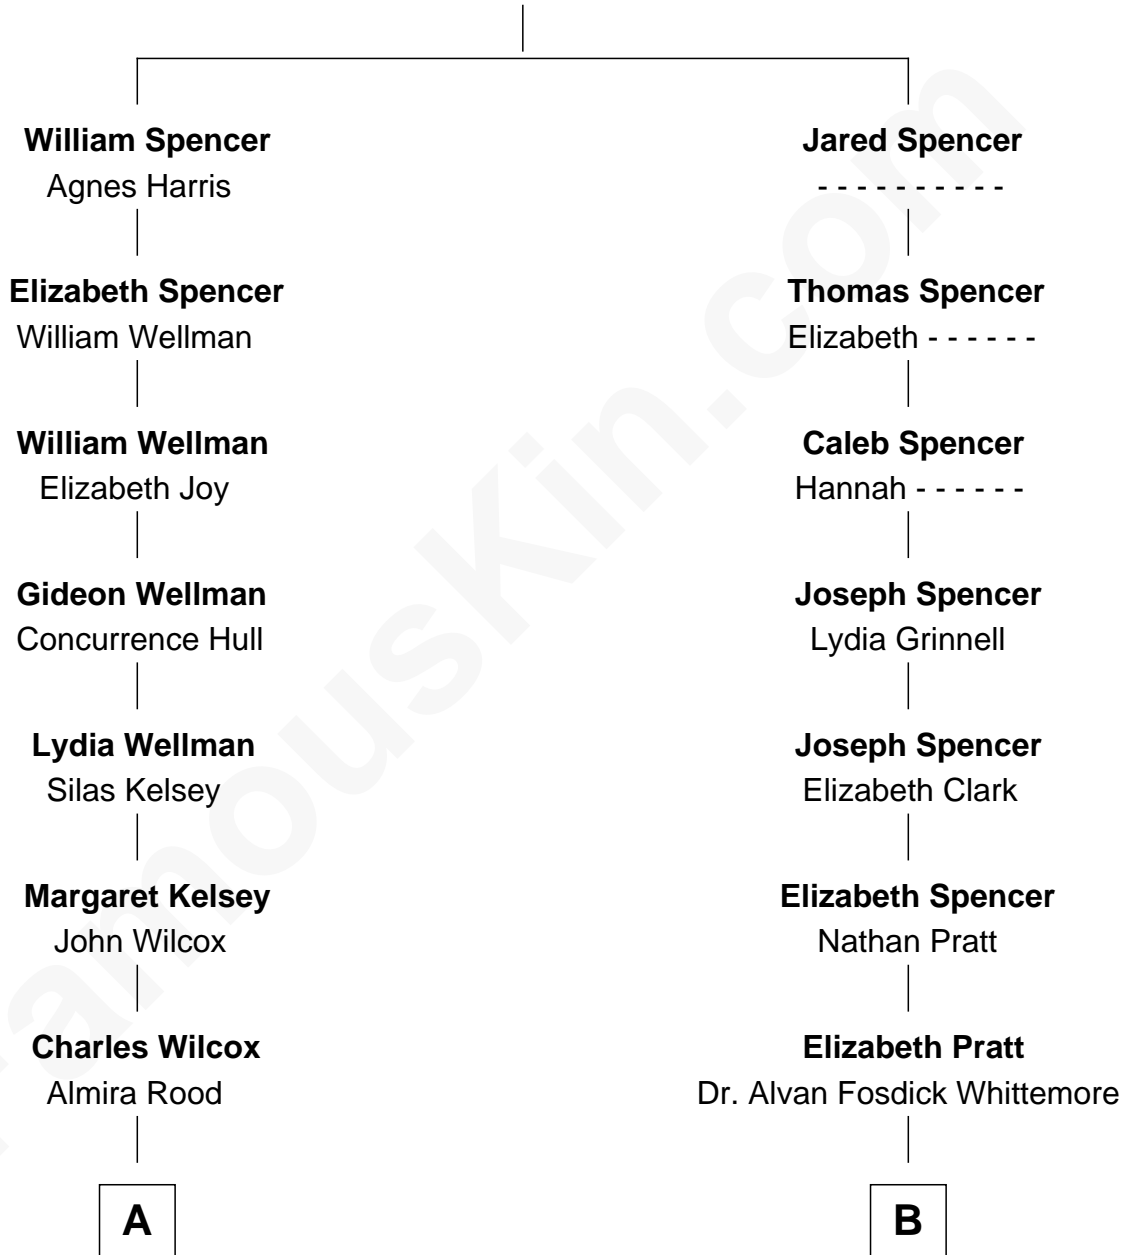 William Spencer
Agnes Harris
Elizabeth Spencer
William Wellman
William Wellman
Elizabeth Joy
Gideon Wellman
Concurrence Hull
Lydia Wellman
Silas Kelsey
Margaret Kelsey
John Wilcox
Charles Wilcox
Almira Rood
A
Jared Spencer
- - - - - - - - - -
Thomas Spencer
Elizabeth - - - - - -
Caleb Spencer
Hannah - - - - - -
Joseph Spencer
Lydia Grinnell
Joseph Spencer
Elizabeth Clark
Elizabeth Spencer
Nathan Pratt
Elizabeth Pratt
Dr. Alvan Fosdick Whittemore
B
FamousKin.com